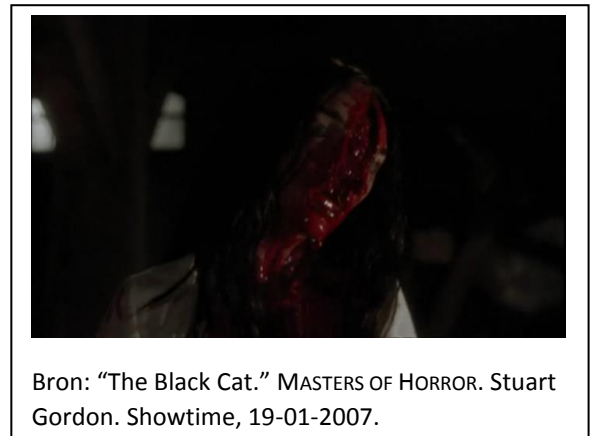 Bron: “The Black Cat.” MASTERS OF HORROR. Stuart
Gordon. Showtime, 19-01-2007.